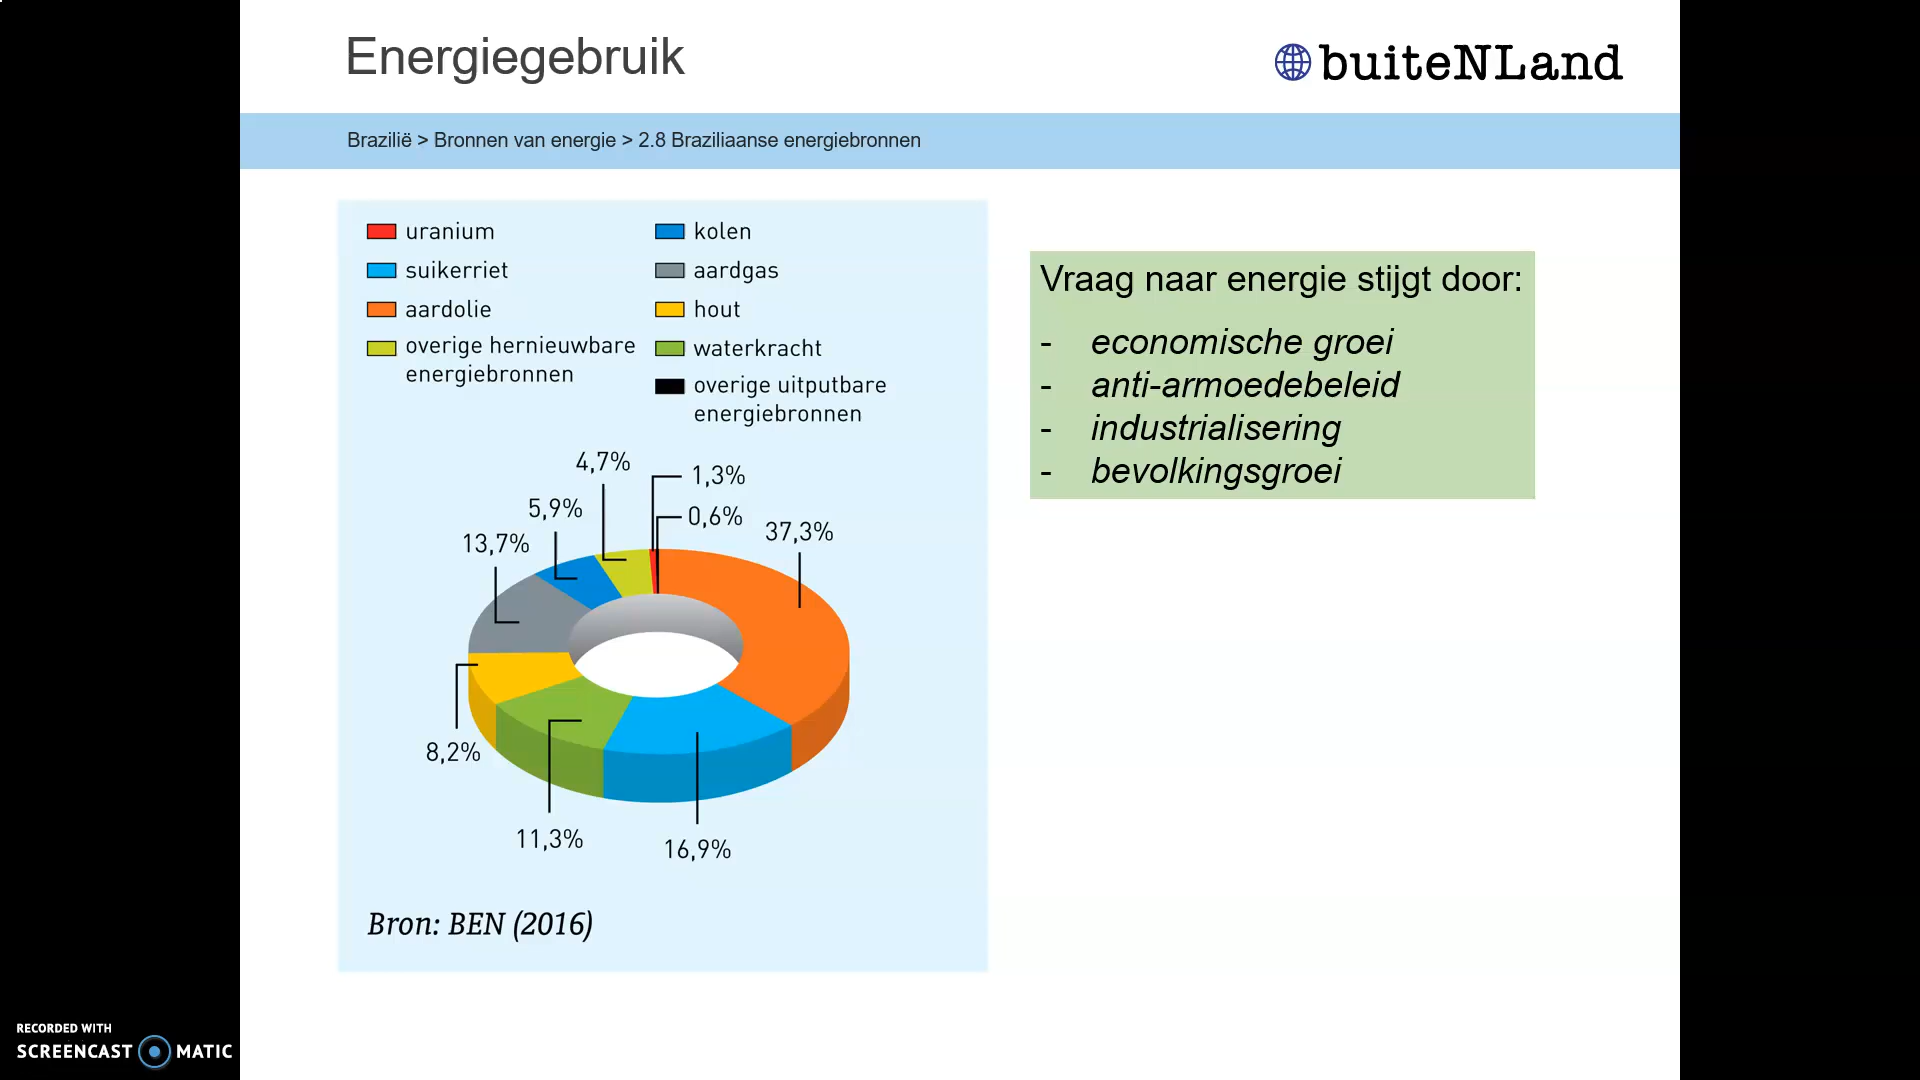 Energiegebruik
buiteNLand
Brazilië > Bronnen van energie > 2.8 Braziliaanse energiebronnen
uranium
suikerriet
aardolie
overige hernieuwbare
energiebronnen
kolen
aardgas
hout
waterkracht
overige uitputbare
energiebronnen
4,7%
1,3%
5,9%
0,6%
37,3%
13,7%
8,2%
11,3%
16,9%
Bron: BEN (2016)
Vraag naar energie stijgt door:
- economische groei
- anti-armoedebeleid
- industrialisering
- bevolkingsgroei
RECORDED WITH
SCREENCAST MATIC